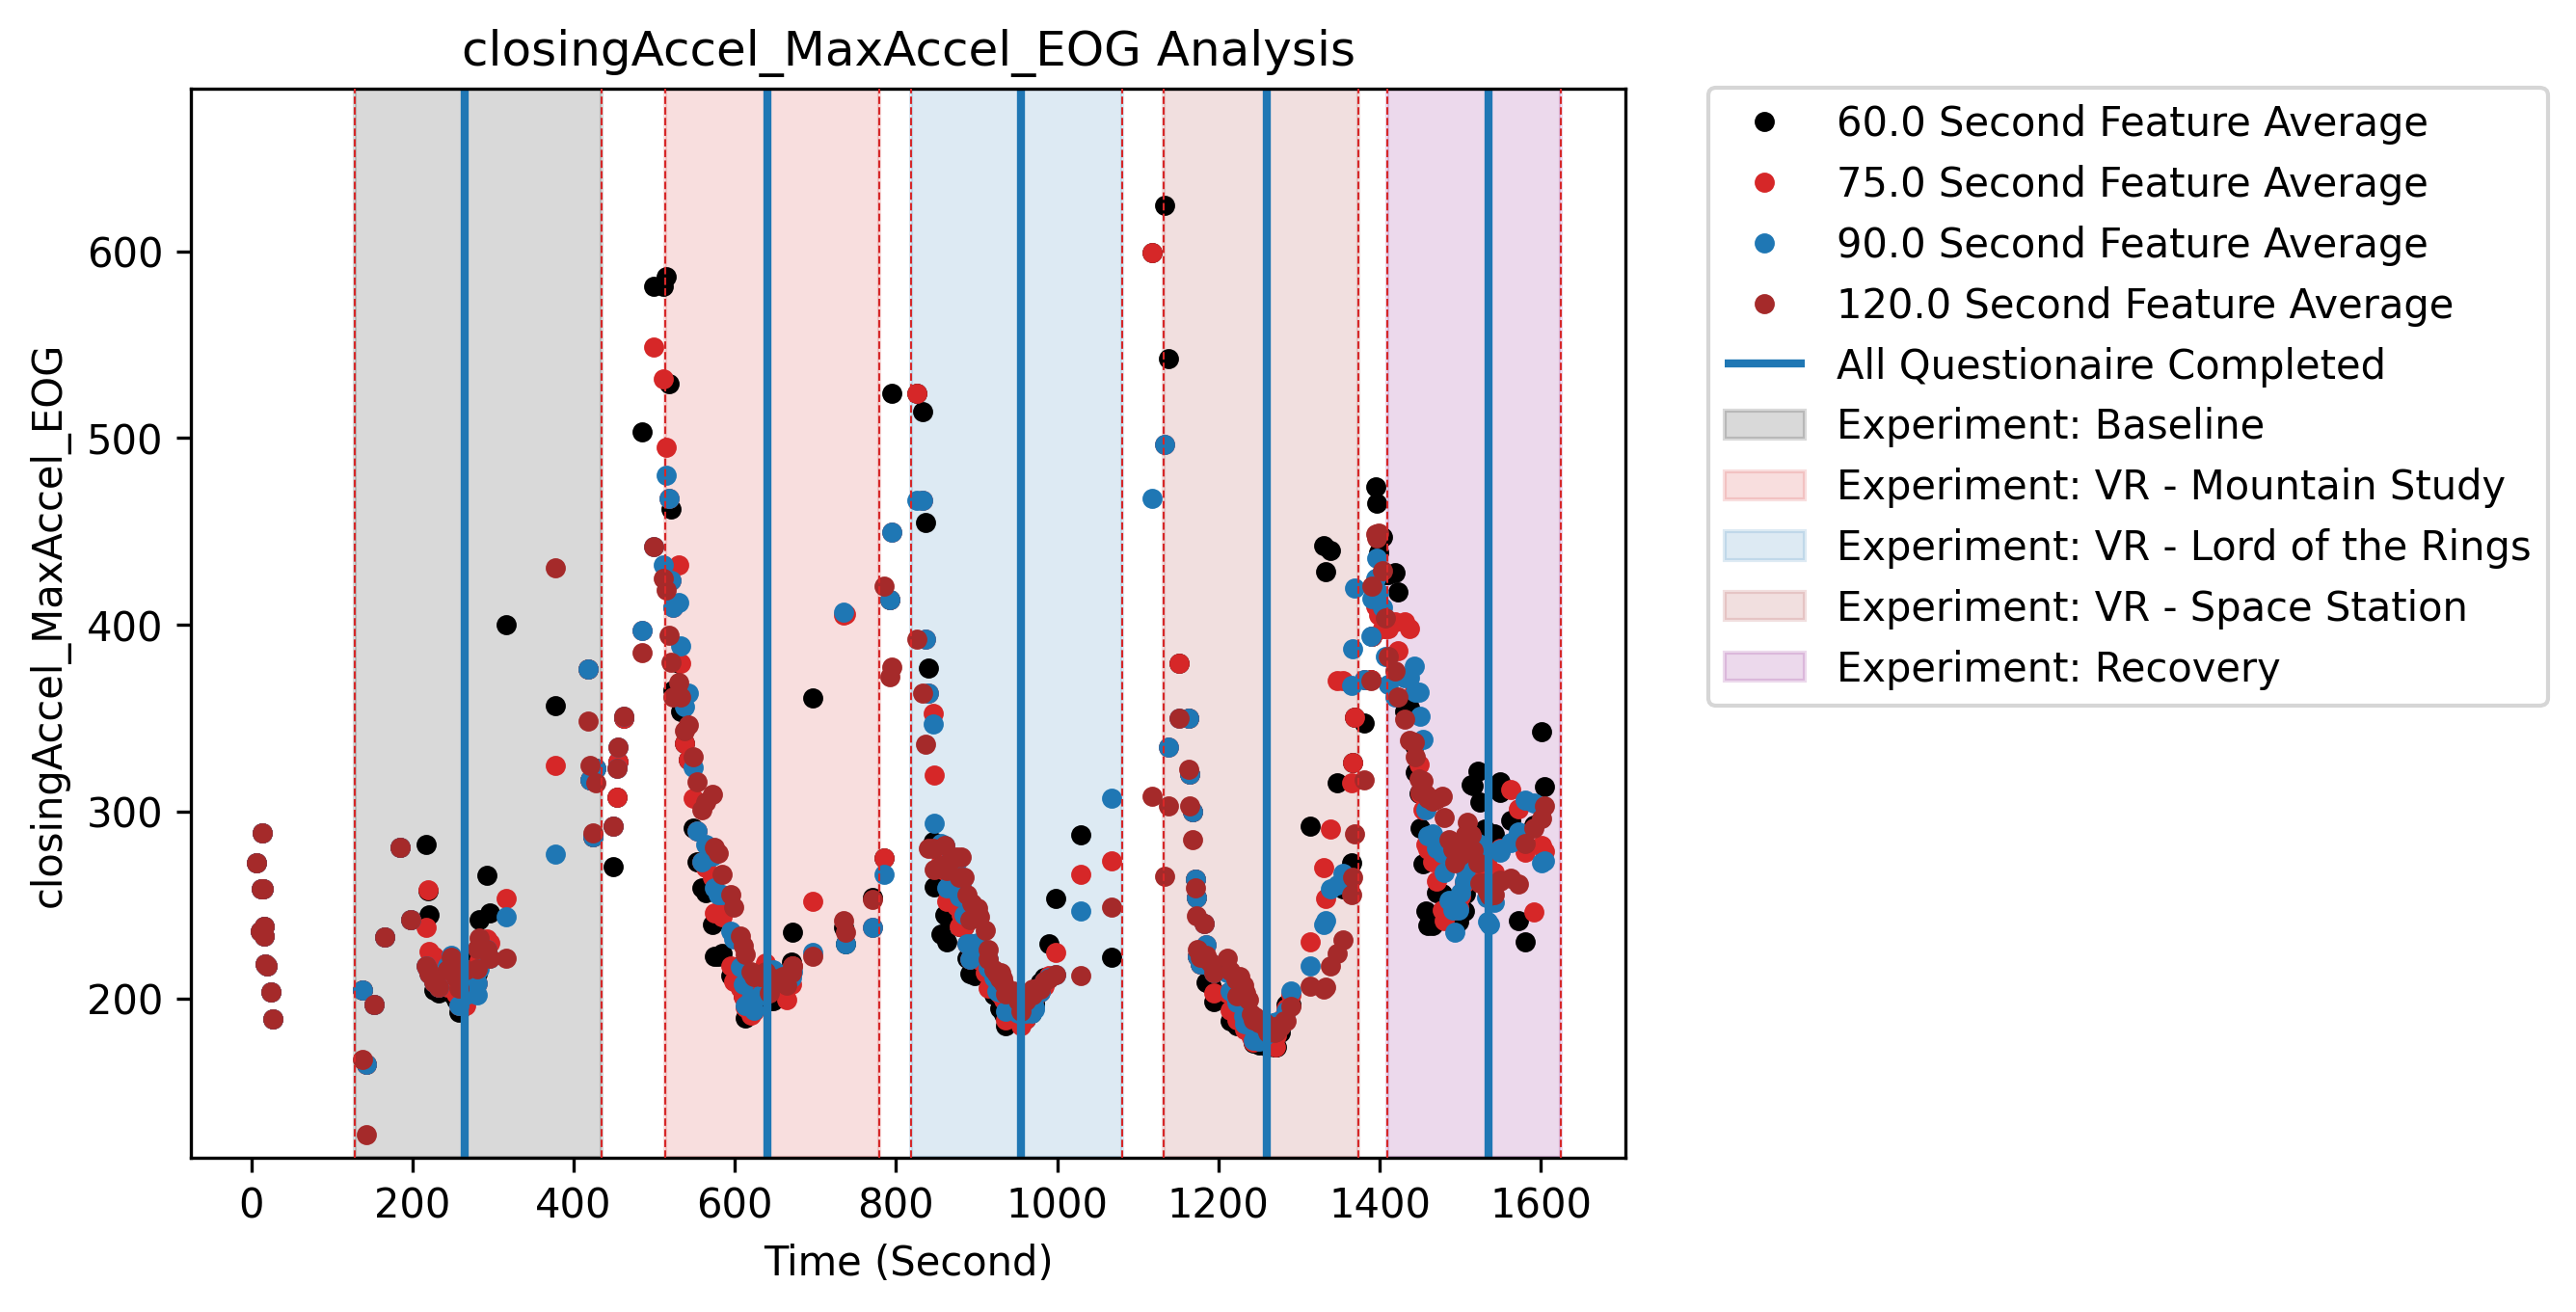 closingAccel_MaxAccel_EOG Analysis
closingAccel_MaxAccel_EOG
600
500
400
300
200
0
200
400
600
800
1000
1200
1400
1600
Time (Second)
60.0 Second Feature Average
75.0 Second Feature Average
90.0 Second Feature Average
120.0 Second Feature Average
All Questionaire Completed
Experiment: Baseline
Experiment: VR - Mountain Study
Experiment: VR - Lord of the Rings
Experiment: VR - Space Station
Experiment: Recovery